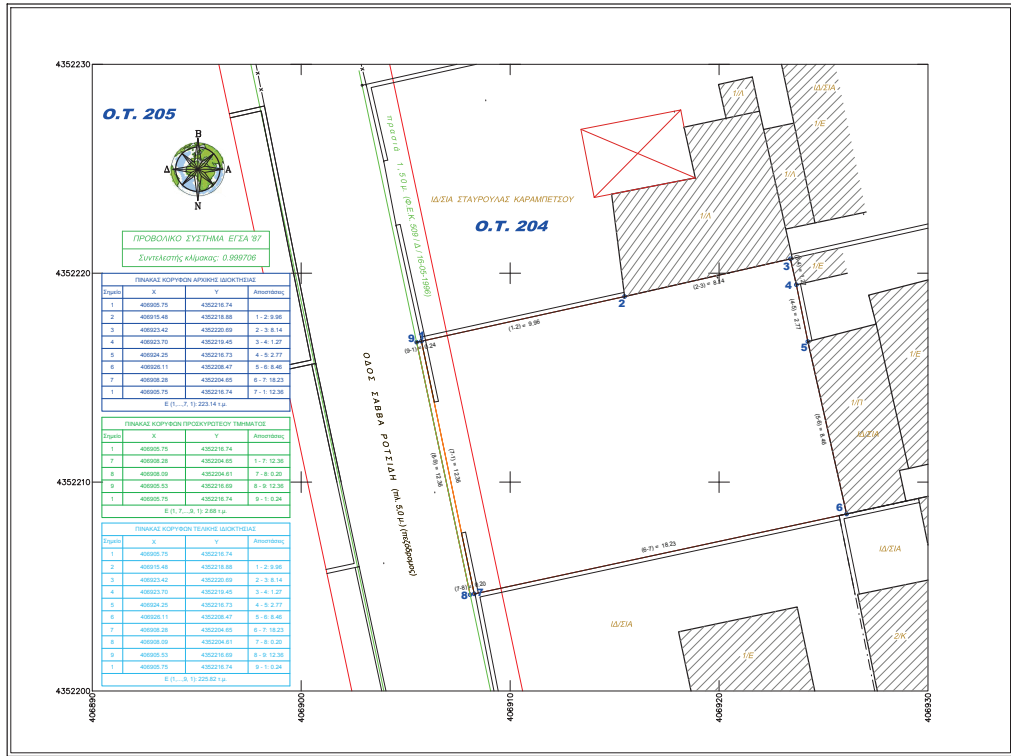 4352230
4352220
4352210
4352200
406890
406900
406910
406920
406930
Ο.Τ. 205
Β
Δ
Α
Ν
ΠΡΟΒΟΛΙΚΟ ΣΥΣΤΗΜΑ ΕΓΣΑ '87
Συντελεστής κλίμακας: 0.999706
ΠΙΝΑΚΑΣ ΚΟΡΥΦΩΝ ΑΡΧΙΚΗΣ ΙΔΙΟΚΤΗΣΙΑΣ
Σημείο Χ Υ Αποστάσεις
1 406905.75 4352216.74
2 406915.48 4352218.88 1 - 2: 9.96
3 406923.42 4352220.69 2 - 3: 8.14
4 406923.70 4352219.45 3 - 4: 1.27
5 406924.25 4352216.73 4 - 5: 2.77
6 406926.11 4352208.47 5 - 6: 8.46
7 406908.28 4352204.65 6 - 7: 18.23
1 406905.75 4352216.74 7 - 1: 12.36
Ε (1,...,7, 1): 223.14 τ.μ.
ΠΙΝΑΚΑΣ ΚΟΡΥΦΩΝ ΠΡΟΣΚΥΡΩΤΕΟΥ ΤΜΗΜΑΤΟΣ
Σημείο Χ Υ Αποστάσεις
1 406905.75 4352216.74
7 406908.28 4352204.65 1 - 7: 12.36
8 406908.09 4352204.61 7 - 8: 0.20
9 406905.53 4352216.69 8 - 9: 12.36
1 406905.75 4352216.74 9 - 1: 0.24
Ε (1, 7,...9, 1): 2.68 τ.μ.
ΠΙΝΑΚΑΣ ΚΟΡΥΦΩΝ ΤΕΛΙΚΗΣ ΙΔΙΟΚΤΗΣΙΑΣ
Σημείο Χ Υ Αποστάσεις
1 406905.75 4352216.74
2 406915.48 4352218.88 1 - 2: 9.96
3 406923.42 4352220.69 2 - 3: 8.14
4 406923.70 4352219.45 3 - 4: 1.27
5 406924.25 4352216.73 4 - 5: 2.77
6 406926.11 4352208.47 5 - 6: 8.46
7 406908.28 4352204.65 6 - 7: 18.23
8 406908.09 4352204.61 7 - 8: 0.20
9 406905.53 4352216.69 8 - 9: 12.36
1 406905.75 4352216.74 9 - 1: 0.24
Ε (1,...,9, 1): 225.82 τ.μ.
πρασιά 1,50μ. (Φ.Ε.Κ. 509 / Δ / 16-05-1986)
ΙΔ/ΣΙΑ ΣΤΑΥΡΟΥΛΑΣ ΚΑΡΑΜΠΕΤΣΟΥ
Ο.Τ. 204
ΟΔΟΣ ΣΑΒΒΑ ΡΟΤΣΙΔΗ (πλ. 5,0 μ.) (πεζόδρομος)
1/Λ
ΙΔ/ΣΙΑ
1/Ε
1/Λ
1/Λ
1/Ε
1/Ε
1/Π
ΙΔ/ΣΙΑ
ΙΔ/ΣΙΑ
2/Κ
1/Ε
ΙΔ/ΣΙΑ
1
2
3
4
5
6
7
8
9
(1-2) = 9.96
(2-3) = 8.14
(4-5) = 2.77
(5-6) = 8.46
(6-7) = 18.23
(7-8) = 0.20
(7-1) = 12.36
(8-9) = 12.36
(9-1) = 0.24